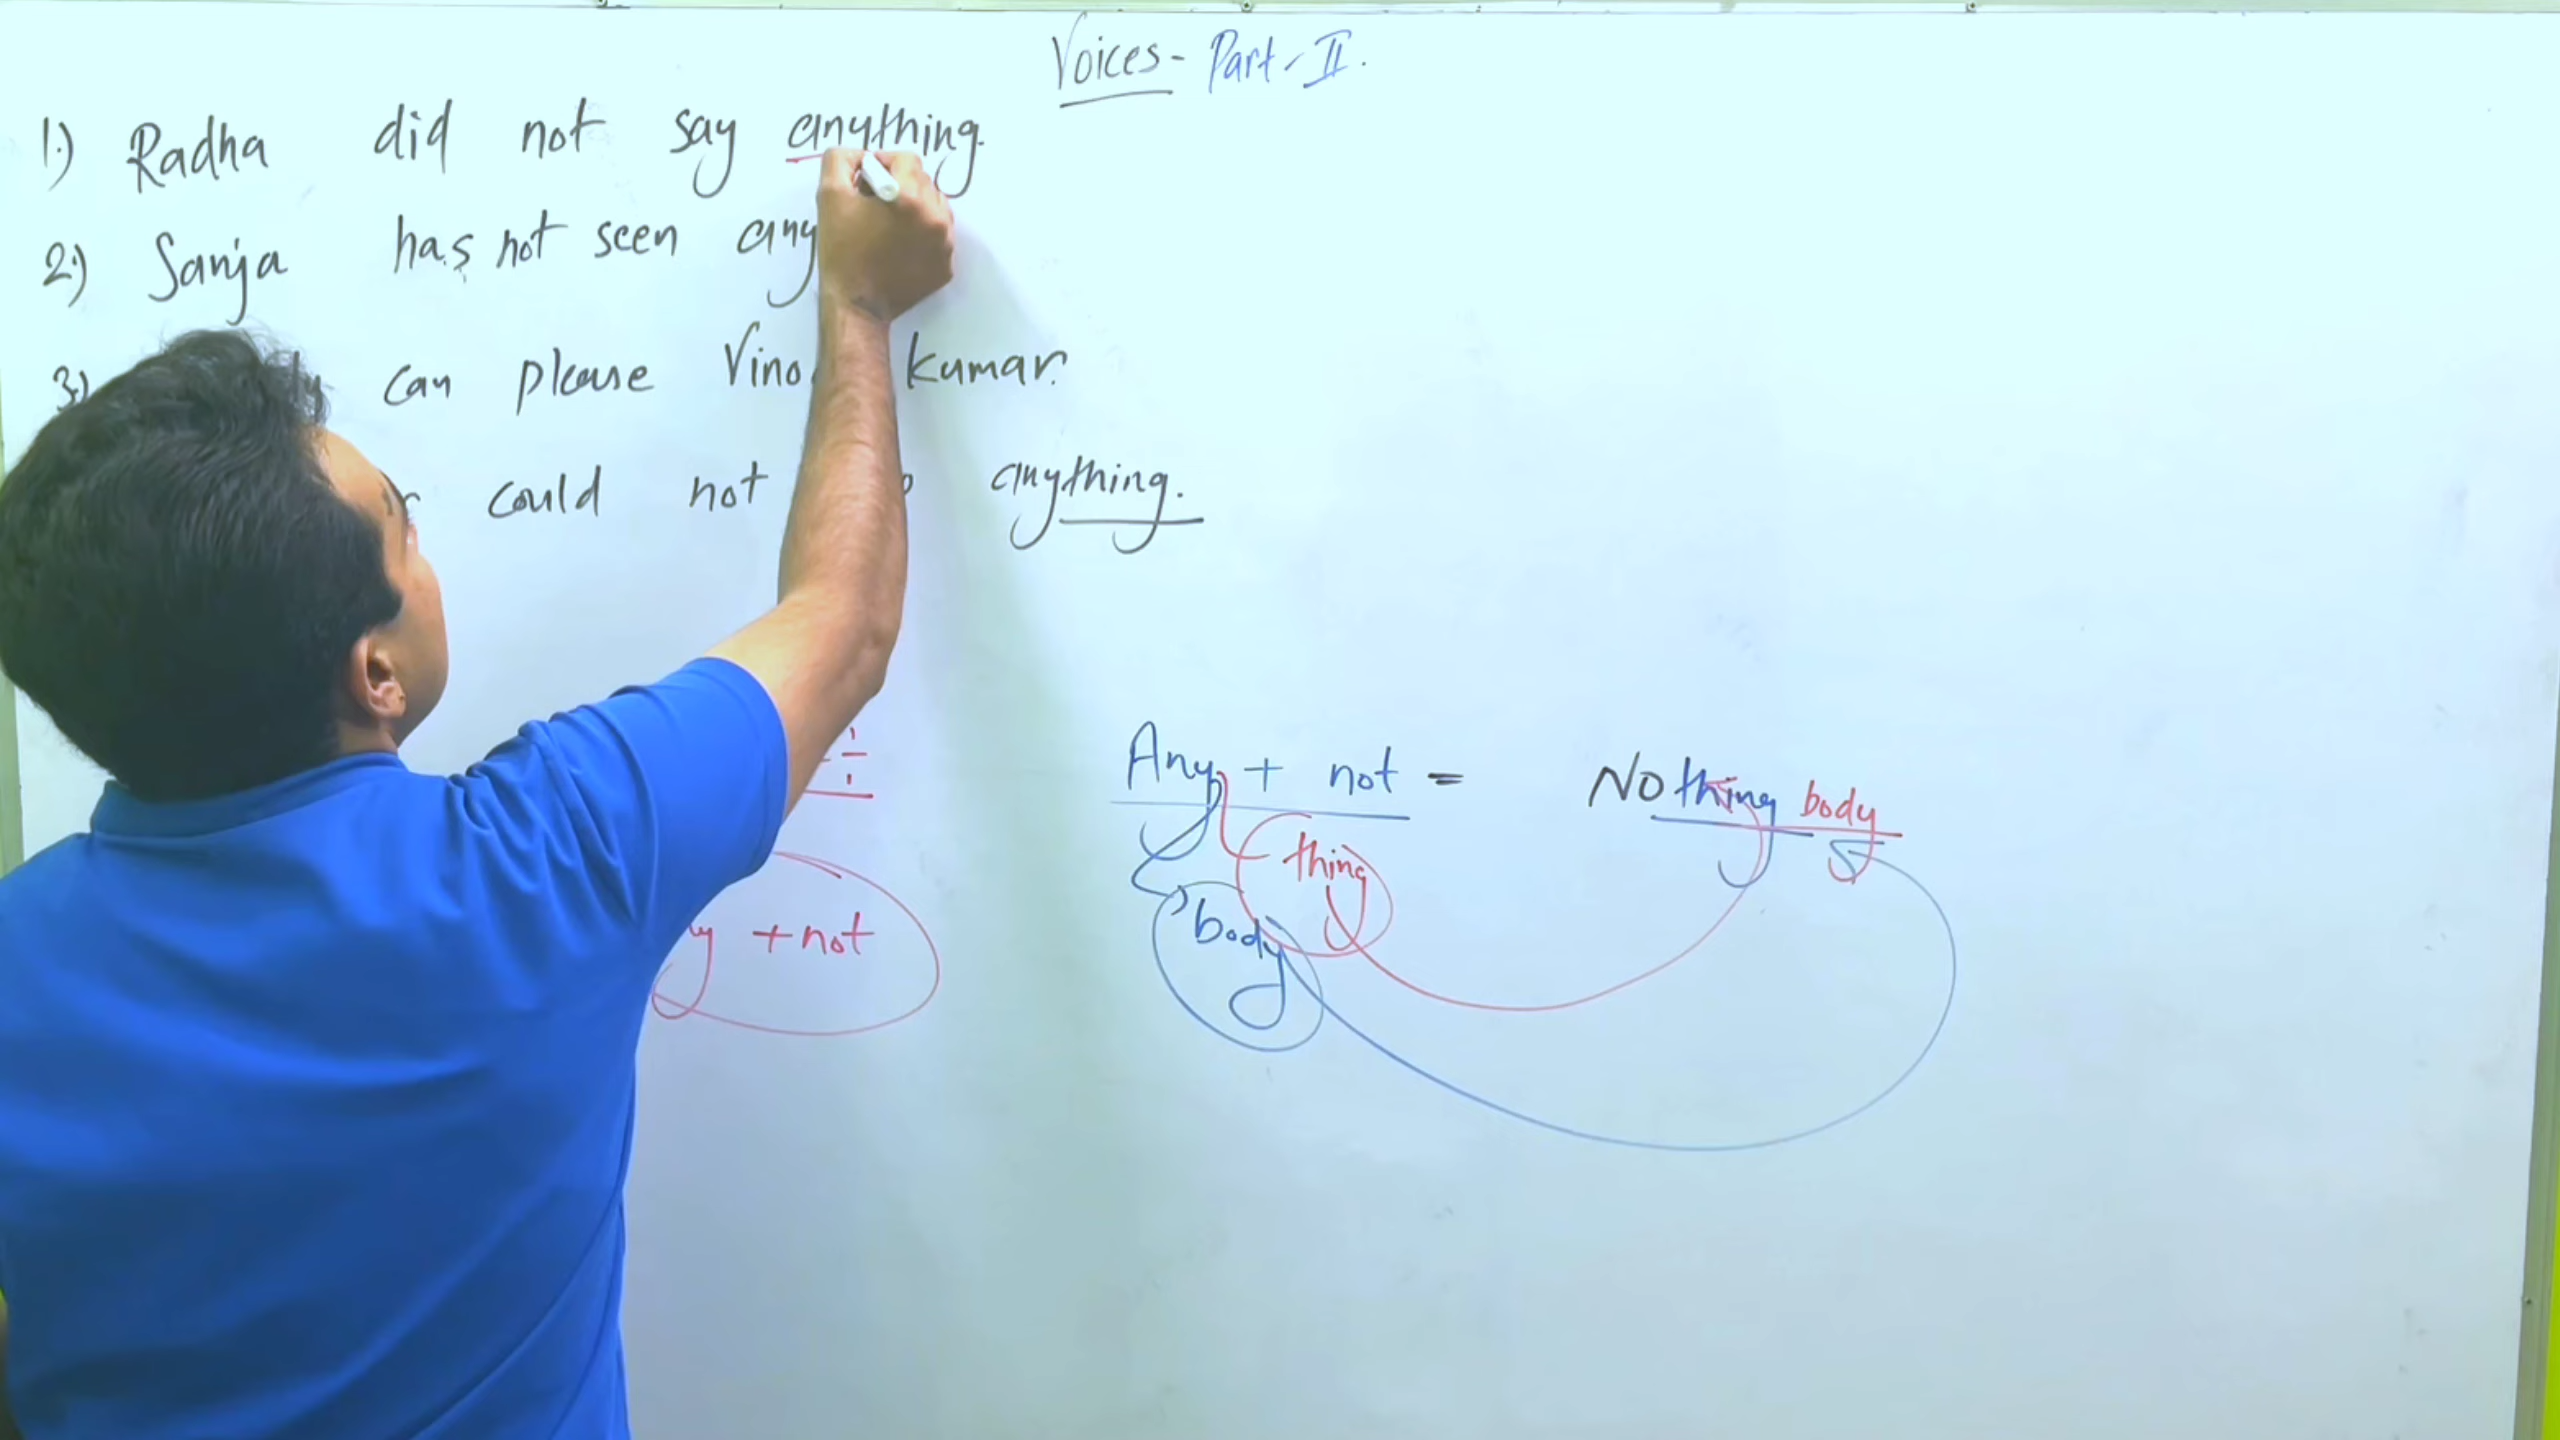 Voices - Part - II.
1) Radha did not say anything.
2) Sanja has not seen any
3) can please kumar.
could not anything.
Any + not = Nothing body
thing
body
+ not